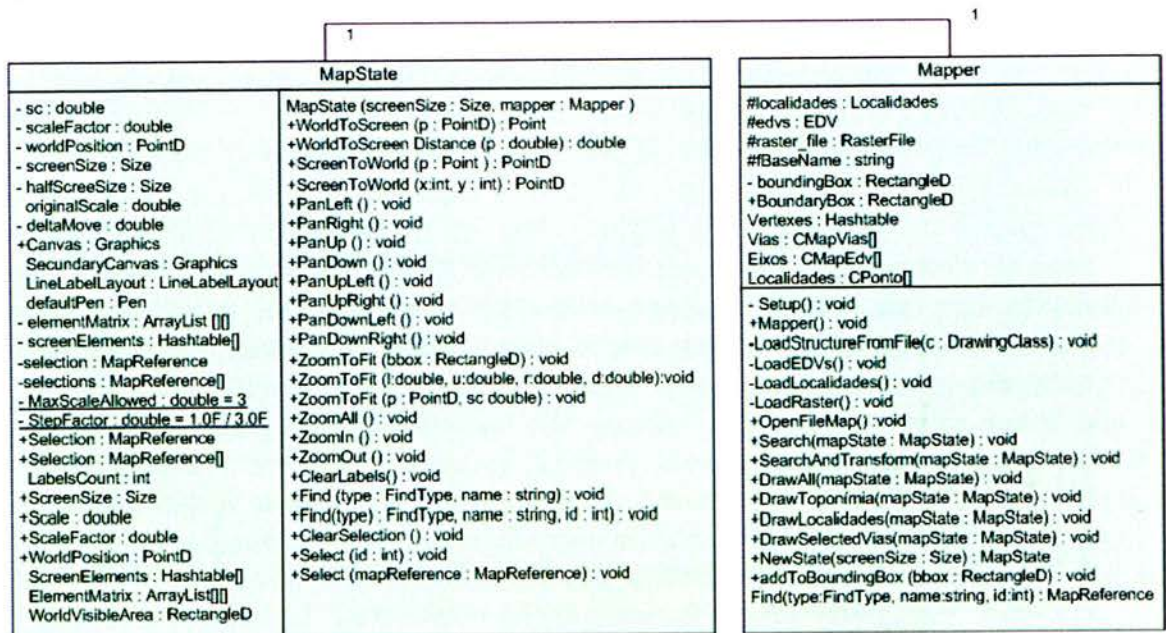 1
1
MapState
- sc : double
- scaleFactor : double
- worldPosition : PointD
- screenSize : Size
- halfScreeSize : Size
originalScale : double
- deltaMove : double
+Canvas : Graphics
SecundaryCanvas : Graphics
LineLabelLayout : LineLabelLayout
defaultPen : Pen
- elementMatrix : ArrayList [][]
- screenElements : Hashtable[]
-selection : MapReference
-selections : MapReference[]
- MaxScaleAllowed : double = 3
- StepFactor : double = 1.0F / 3.0F
+Selection : MapReference
+Selection : MapReference[]
LabelsCount : int
+ScreenSize : Size
+Scale : double
+ScaleFactor : double
+WorldPosition : PointD
ScreenElements : Hashtable[]
ElementMatrix : ArrayList[][]
WorldVisibleArea : RectangleD
MapState (screenSize : Size, mapper : Mapper )
+WorldToScreen (p : PointD) : Point
+WorldToScreen Distance (p : double) : double
+ScreenToWorld (p : Point ) : PointD
+ScreenToWorld (x:int, y : int) : PointD
+PanLeft () : void
+PanRight () : void
+PanUp () : void
+PanDown () : void
+PanUpLeft () : void
+PanUpRight () : void
+PanDownLeft () : void
+PanDownRight () : void
+ZoomToFit (bbox : RectangleD) : void
+ZoomToFit (l:double, u:double, r:double, d:double):void
+ZoomToFit (p : PointD, sc double) : void
+ZoomAll () : void
+ZoomIn () : void
+ZoomOut () : void
+ClearLabels() : void
+Find (type : FindType, name : string) : void
+Find(type) : FindType, name : string, id : int) : void
+ClearSelection () : void
+Select (id : int) : void
+Select (mapReference : MapReference) : void
Mapper
#localidades : Localidades
#edvs : EDV
#raster_file : RasterFile
#fBaseName : string
- boundingBox : RectangleD
+BoundaryBox : RectangleD
Vertexes : Hashtable
Vias : CMapVias[]
Eixos : CMapEdv[]
Localidades : CPonto[]
- Setup() : void
+Mapper() : void
-LoadStructureFromFile(c : DrawingClass) : void
-LoadEDVs() : void
-LoadLocalidades() : void
-LoadRaster() : void
+OpenFileMap() :void
+Search(mapState : MapState) : void
+SearchAndTransform(mapState : MapState) : void
+DrawAll(mapState : MapState) : void
+DrawToponímia(mapState : MapState) : void
+DrawLocalidades(mapState : MapState) : void
+DrawSelectedVias(mapState : MapState) : void
+NewState(screenSize : Size) : MapState
+addToBoundingBox (bbox : RectangleD) : void
Find(type:FindType, name:string, id:int) : MapReference